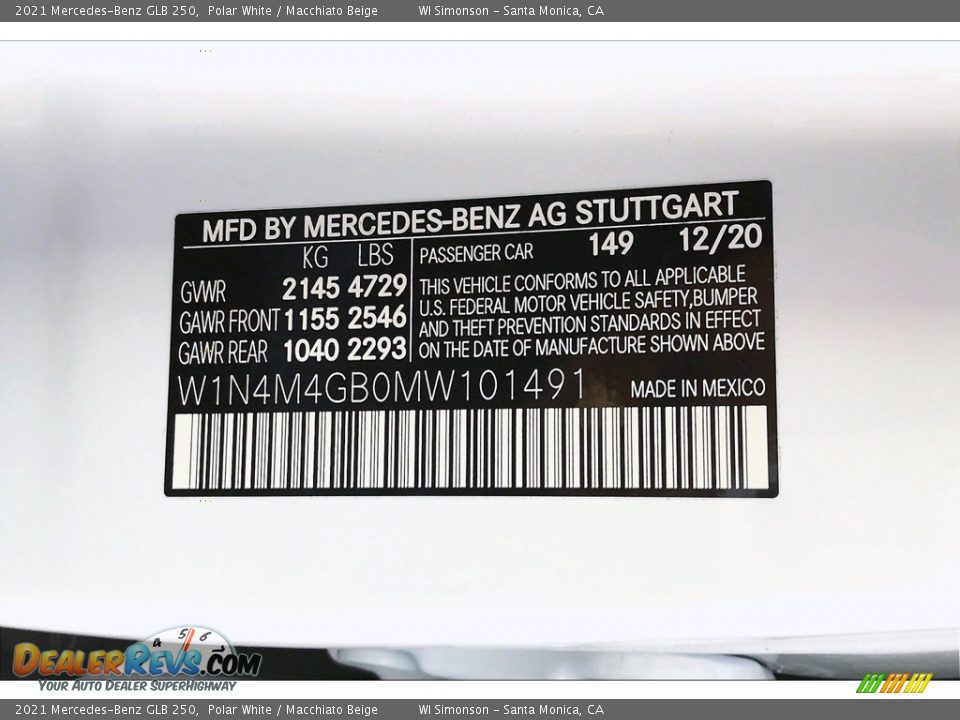 2021 Mercedes-Benz GLB 250, Polar White / Macchiato Beige WI Simonson - Santa Monica, CA
MFD BY MERCEDES-BENZ AG STUTTGART
KG LBS
GVWR 2145 4729
GAWR FRONT 1155 2546
GAWR REAR 1040 2293
PASSENGER CAR 149 12/20
THIS VEHICLE CONFORMS TO ALL APPLICABLE
U.S. FEDERAL MOTOR VEHICLE SAFETY,BUMPER
AND THEFT PREVENTION STANDARDS IN EFFECT
ON THE DATE OF MANUFACTURE SHOWN ABOVE
W1N4M4GB0MW101491 MADE IN MEXICO
4 5 6
DEALERREVS.COM
YOUR AUTO DEALER SUPERHIGHWAY
2021 Mercedes-Benz GLB 250, Polar White / Macchiato Beige WI Simonson - Santa Monica, CA